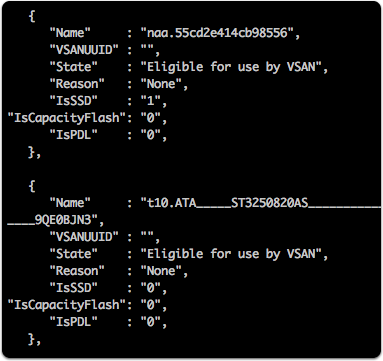 {
"Name" : "naa.55cd2e414cb98556",
"VSANUUID" : "",
"State" : "Eligible for use by VSAN",
"Reason" : "None",
"IsSSD" : "1",
"IsCapacityFlash": "0",
"IsPDL" : "0",
},
{
"Name" : "t10.ATA_____ST3250820AS___________
____9QE0BJN3",
"VSANUUID" : "",
"State" : "Eligible for use by VSAN",
"Reason" : "None",
"IsSSD" : "0",
"IsCapacityFlash": "0",
"IsPDL" : "0",
},